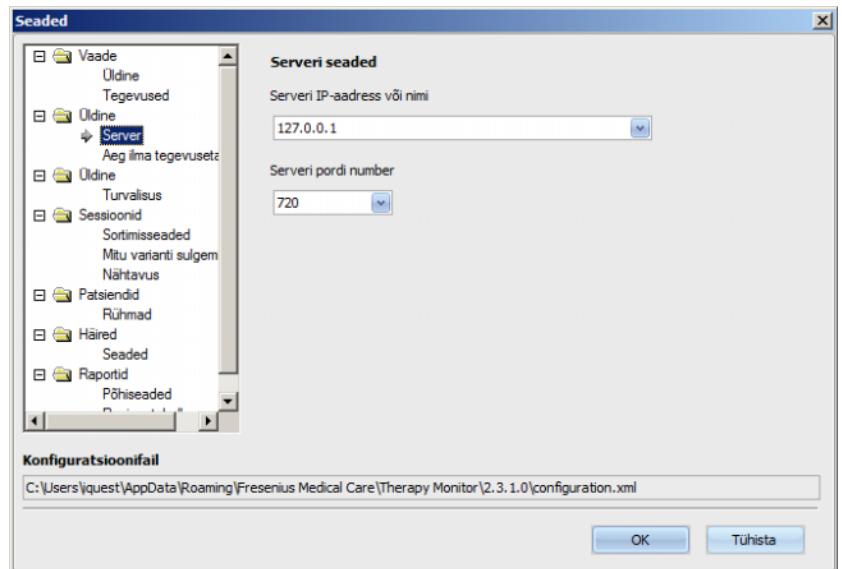 Seaded
Vaade
Üldine
Tegevused
Üldine
Server
Aeg ilma tegevuseta
Üldine
Turvalisus
Sessioonid
Sortimisseaded
Mitu varianti sulgem
Nähtavus
Patsiendid
Rühmad
Häired
Seaded
Raportid
Põhiseaded
Serveri seaded
Serveri IP-aadress või nimi
127.0.0.1
Serveri pordi number
720
Konfiguratsioonifail
C:\Users\iquest\AppData\Roaming\Fresenius Medical Care\Therapy Monitor\2.3.1.0\configuration.xml
OK
Tühista